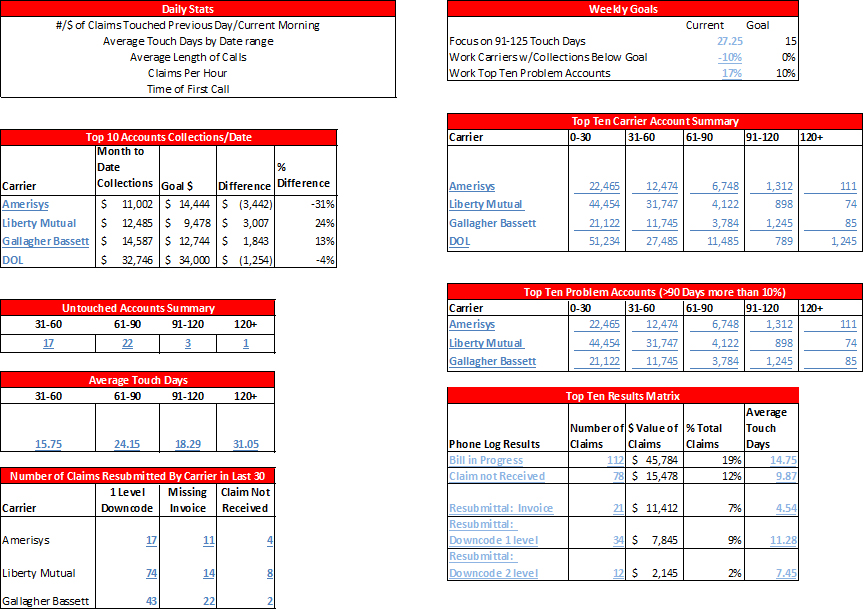 Daily Stats
#/$ of Claims Touched Previous Day/Current Morning
Average Touch Days by Date range
Average Length of Calls
Claims Per Hour
Time of First Call
Weekly Goals
Current Goal
Focus on 91-125 Touch Days 27.25 15
Work Carriers w/Collections Below Goal -10% 0%
Work Top Ten Problem Accounts 17% 10%
Top 10 Accounts Collections/Date
Carrier Month to Date Collections Goal $ Difference % Difference
Amerisys $ 11,002 $ 14,444 $ (3,442) -31%
Liberty Mutual $ 12,485 $ 9,478 $ 3,007 24%
Gallagher Bassett $ 14,587 $ 12,744 $ 1,843 13%
DOL $ 32,746 $ 34,000 $ (1,254) -4%
Top Ten Carrier Account Summary
Carrier 0-30 31-60 61-90 91-120 120+
Amerisys 22,465 12,474 6,748 1,312 111
Liberty Mutual 44,454 31,747 4,122 898 74
Gallagher Bassett 21,122 11,745 3,784 1,245 85
DOL 51,234 27,485 11,485 789 1,245
Untouched Accounts Summary
31-60 61-90 91-120 120+
17 22 3 1
Top Ten Problem Accounts (>90 Days more than 10%)
Carrier 0-30 31-60 61-90 91-120 120+
Amerisys 22,465 12,474 6,748 1,312 111
Liberty Mutual 44,454 31,747 4,122 898 74
Gallagher Bassett 21,122 11,745 3,784 1,245 85
Average Touch Days
31-60 61-90 91-120 120+
15.75 24.15 18.29 31.05
Top Ten Results Matrix
Phone Log Results Number of Claims $ Value of Claims % Total Claims Average Touch Days
Bill in Progress 112 $ 45,784 19% 14.75
Claim not Received 78 $ 15,478 12% 9.87
Resubmittal: Invoice 21 $ 11,412 7% 4.54
Resubmittal: Downcode 1 level 34 $ 7,845 9% 11.28
Resubmittal: Downcode 2 level 12 $ 2,145 2% 7.45
Number of Claims Resubmitted By Carrier in Last 30
Carrier 1 Level Downcode Missing Invoice Claim Not Received
Amerisys 17 11 4
Liberty Mutual 74 14 8
Gallagher Bassett 43 22 2